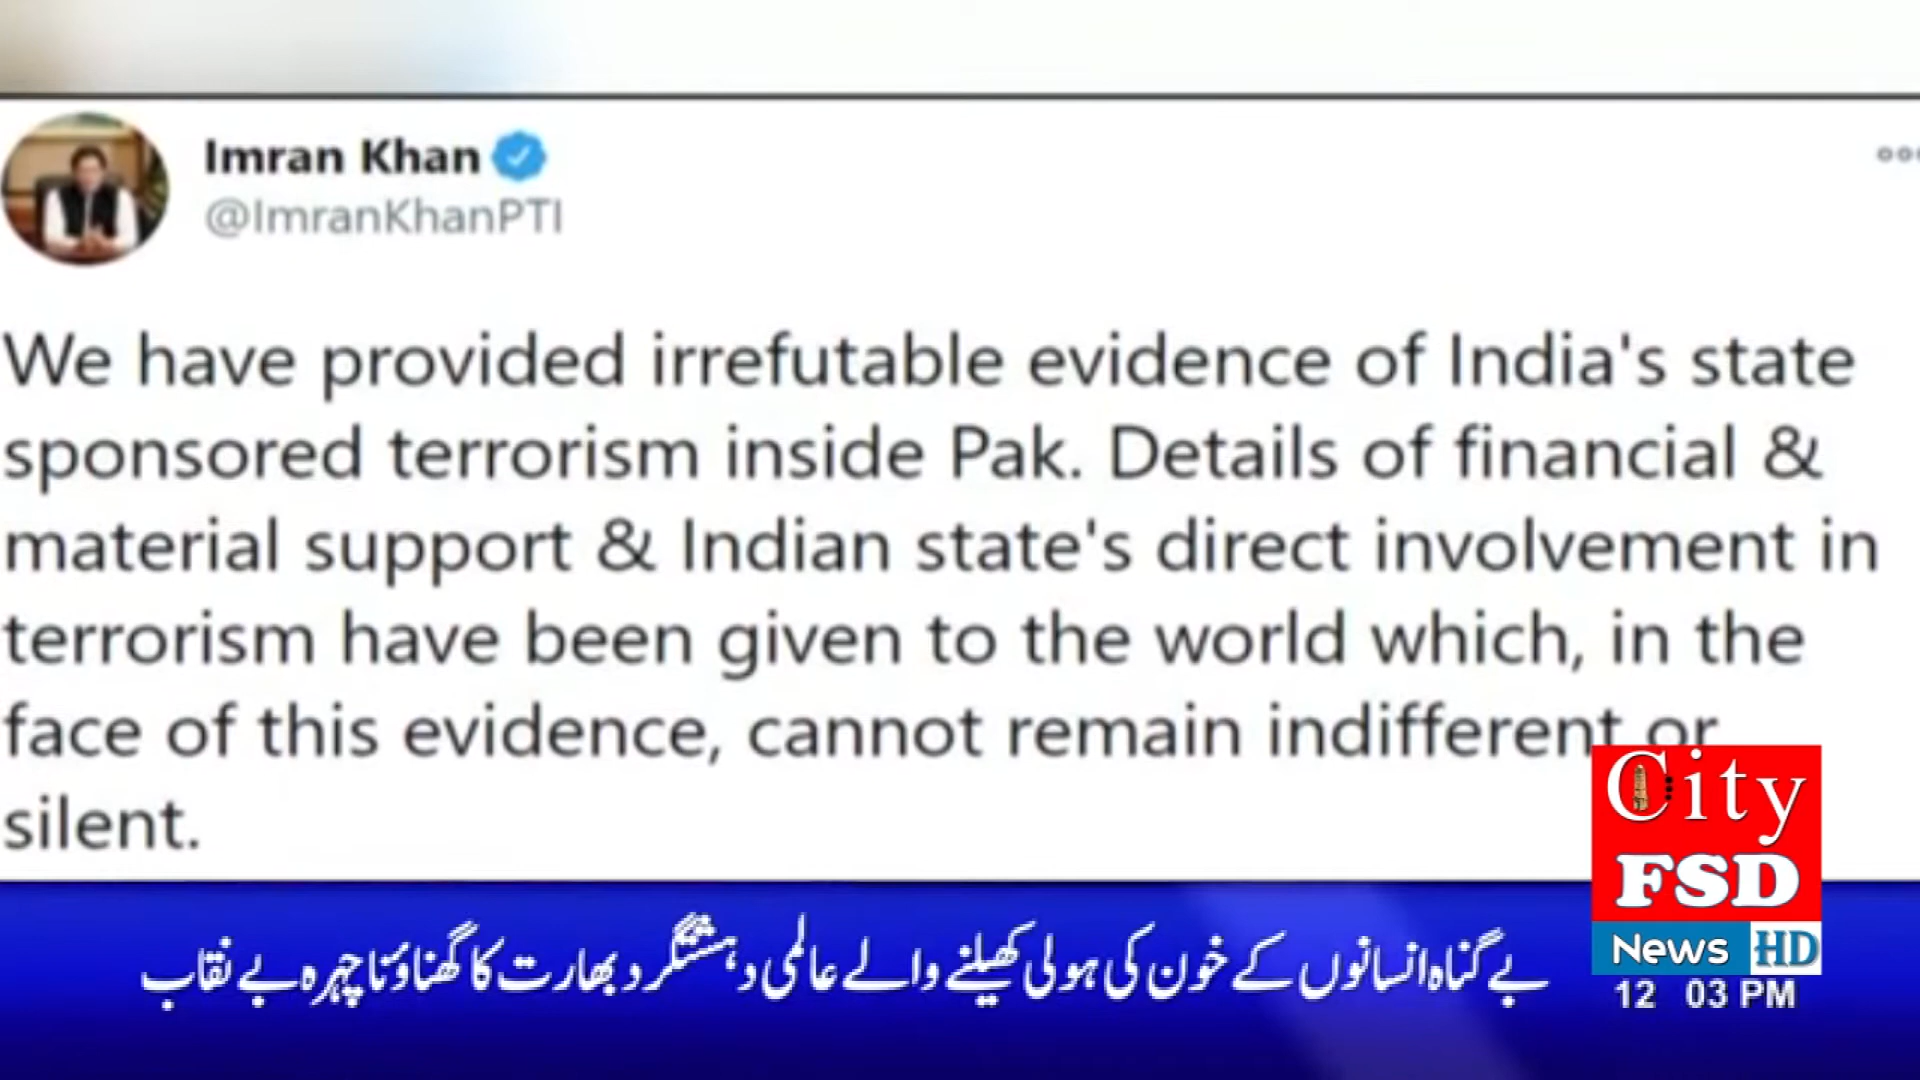 Imran Khan
@ImranKhanPTI
We have provided irrefutable evidence of India's state
sponsored terrorism inside Pak. Details of financial &
material support & Indian state's direct involvement in
terrorism have been given to the world which, in the
face of this evidence, cannot remain indifferent or
silent.
City
FSD
News HD
بے گناہ انسانوں کے خون کی ہولی کھیلنے والے عالمی دہشتگرد بھارت کا گھناؤنا چہرہ بے نقاب
12 03 PM